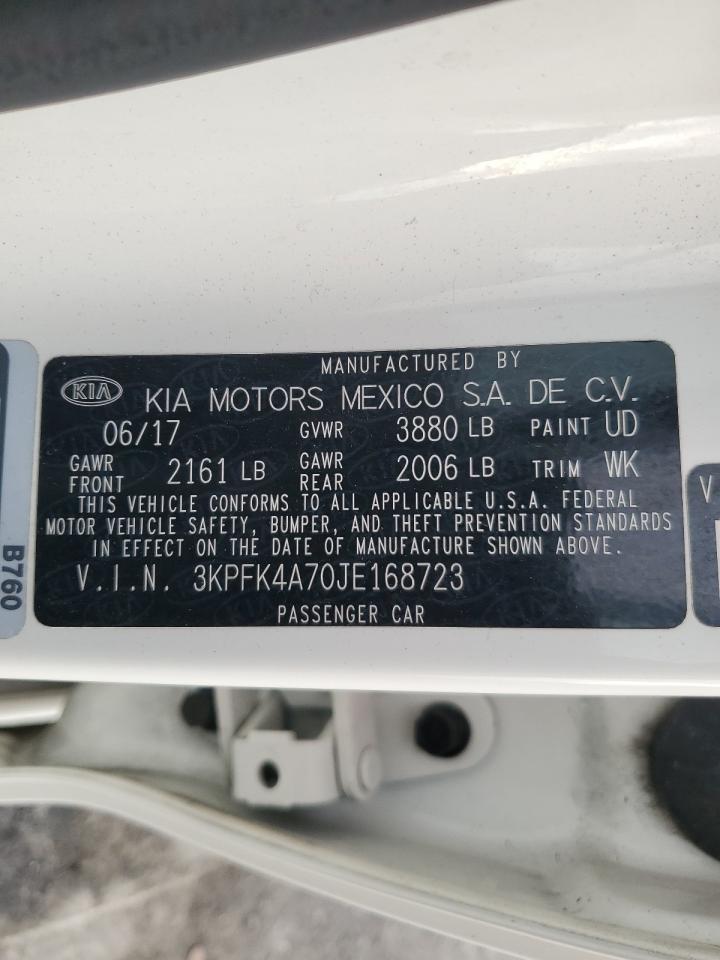 MANUFACTURED BY
KIA KIA MOTORS MEXICO S.A. DE C.V.
06/17 GVWR 3880 LB PAINT UD
GAWR FRONT 2161 LB GAWR REAR 2006 LB TRIM WK
THIS VEHICLE CONFORMS TO ALL APPLICABLE U.S.A. FEDERAL
MOTOR VEHICLE SAFETY, BUMPER, AND THEFT PREVENTION STANDARDS
IN EFFECT ON THE DATE OF MANUFACTURE SHOWN ABOVE.
V.I.N. 3KPFK4A70JE168723
PASSENGER CAR
B760
V